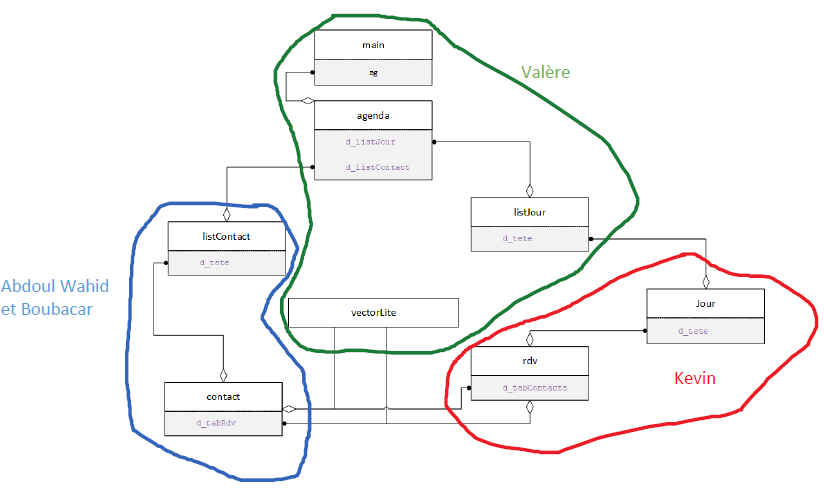 main
ag
Valère
agenda
d_listJour
d_listContact
listJour
d_tete
listContact
d_tete
Abdoul Wahid
et Boubacar
vectorLite
Jour
d_tete
rdv
d_tabContacts
Kevin
contact
d_tabRdv